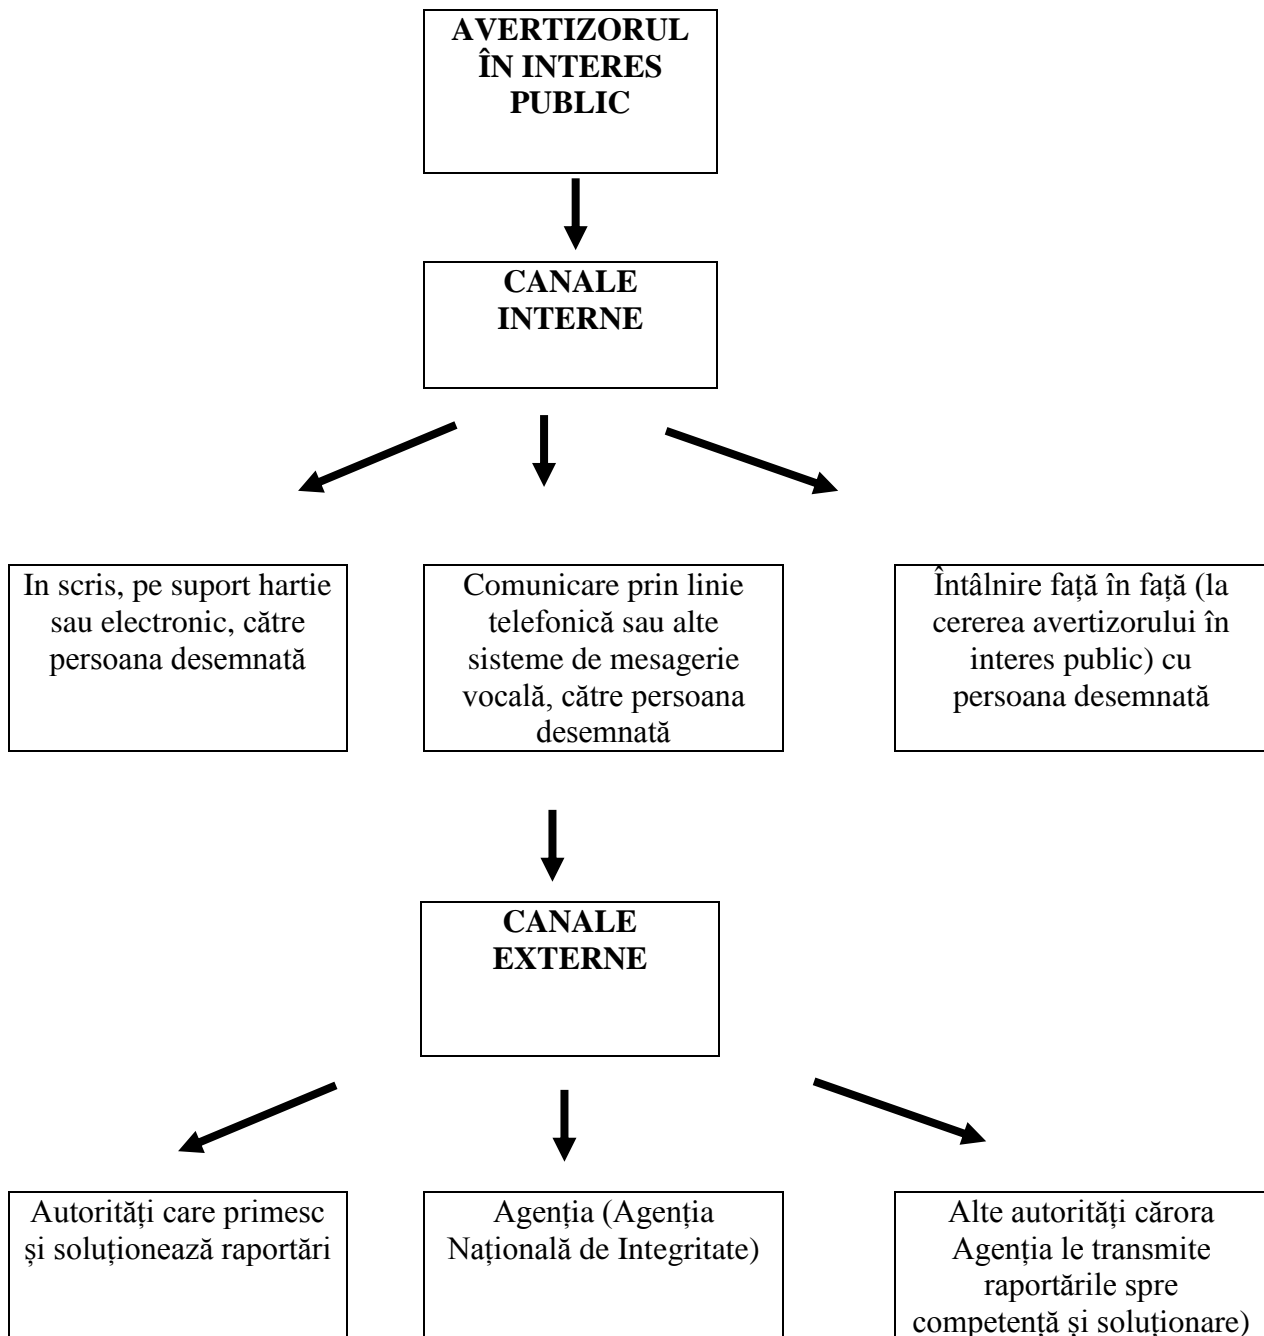 AVERTIZORUL
ÎN INTERES
PUBLIC
CANALE
INTERNE
In scris, pe suport hartie
sau electronic, către
persoana desemnată
Comunicare prin linie
telefonică sau alte
sisteme de mesagerie
vocală, către persoana
desemnată
Întâlnire față în față (la
cererea avertizorului în
interes public) cu
persoana desemnată
CANALE
EXTERNE
Autorități care primesc
și soluționează raportări
Agenția (Agenția
Națională de Integritate)
Alte autorități cărora
Agenția le transmite
raportările spre
competență și soluționare)